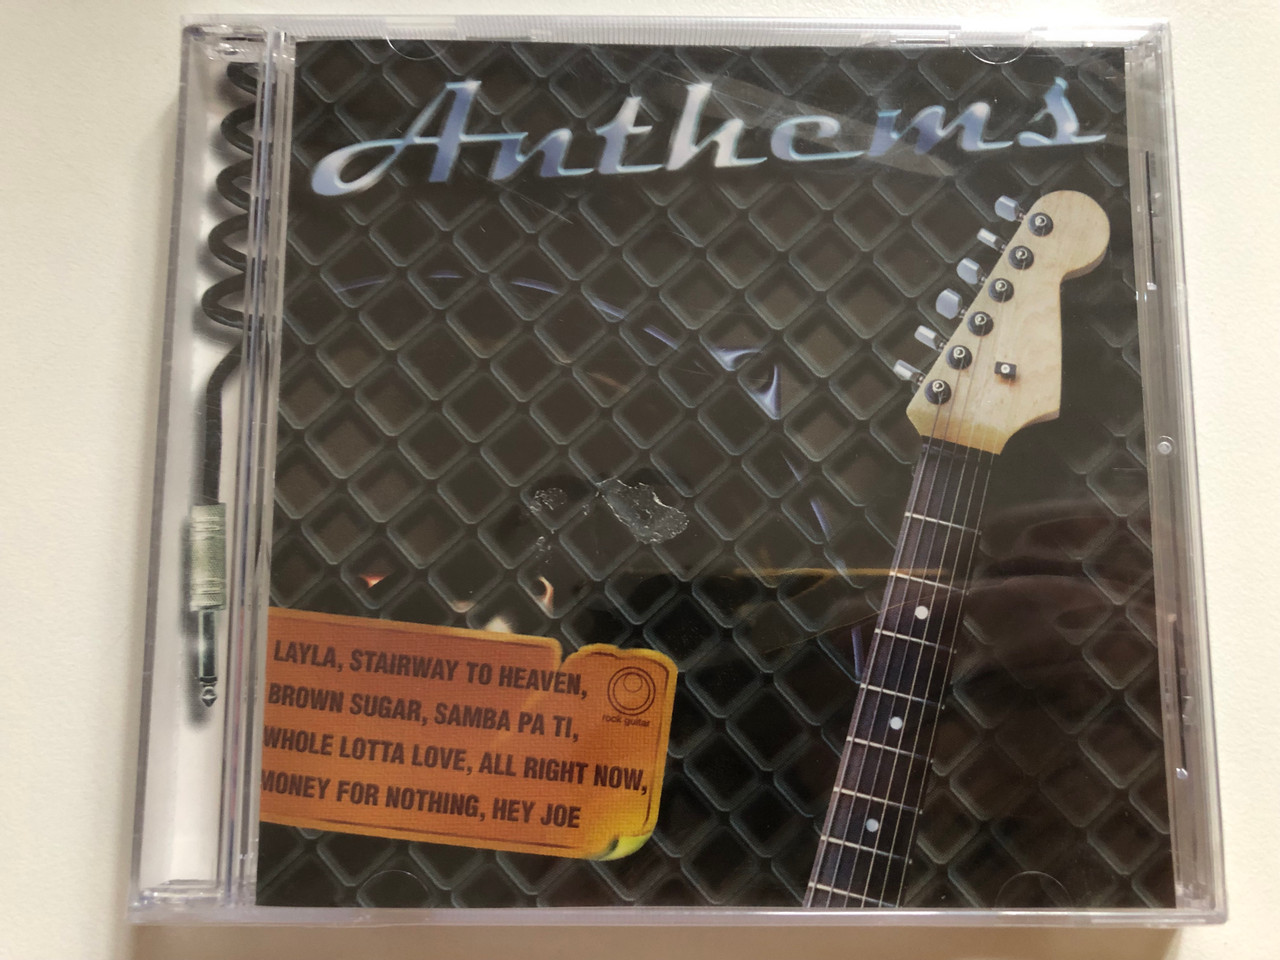 Anthems
LAYLA, STAIRWAY TO HEAVEN,
BROWN SUGAR, SAMBA PA TI,
WHOLE LOTTA LOVE, ALL RIGHT NOW,
MONEY FOR NOTHING, HEY JOE
rock guitar